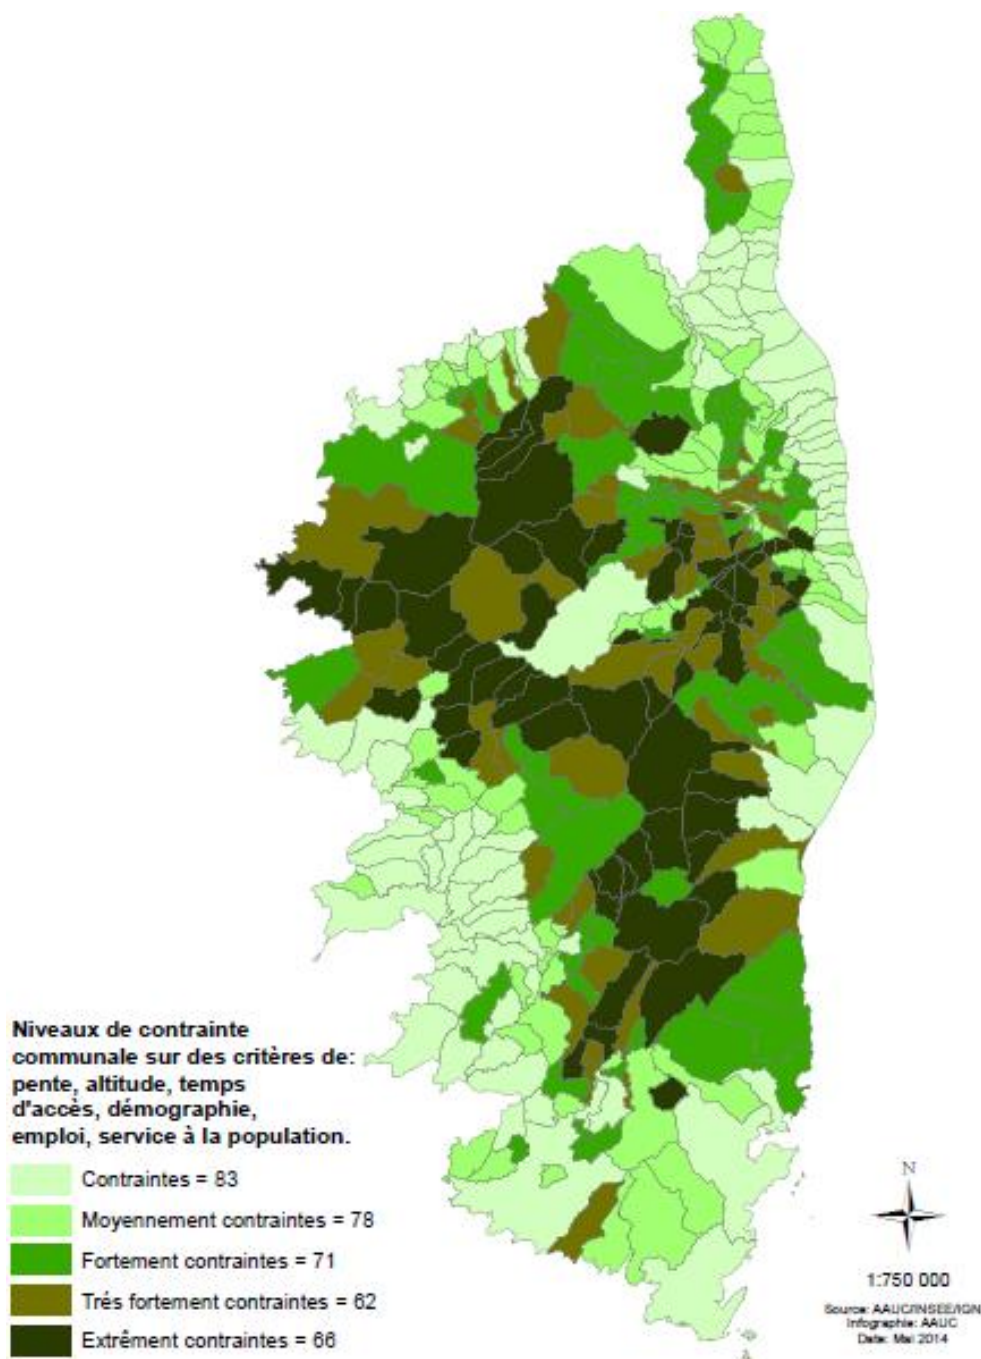 Niveaux de contrainte
communale sur des critères de:
pente, altitude, temps
d'accès, démographie,
emploi, service à la population.
Contraintes = 83
Moyennement contraintes = 78
Fortement contraintes = 71
Trés fortement contraintes = 62
Extrêment contraintes = 66
N
1:750 000
Source: AAUC/INSEE/IGN
Infographie: AAUC
Date: Mai 2014